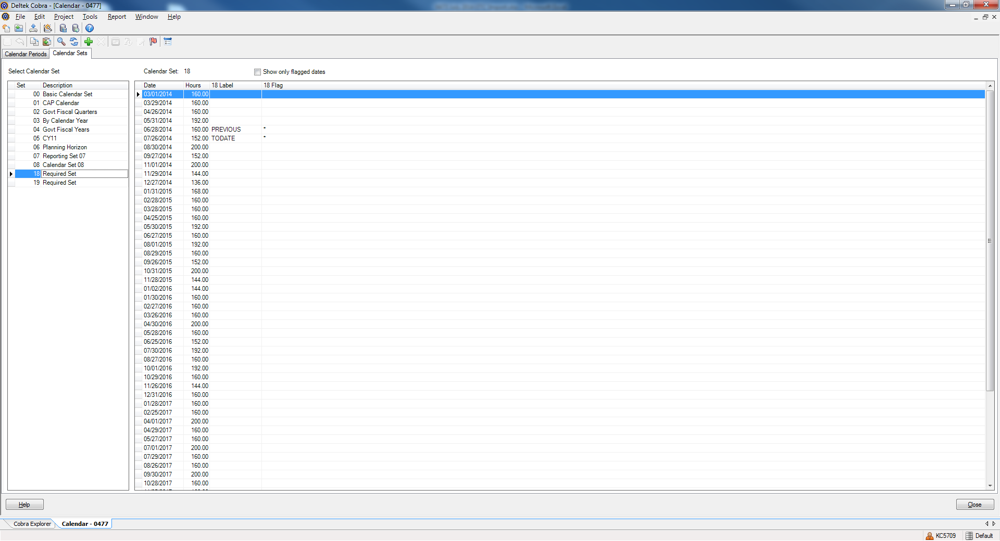 Deltek Cobra - [Calendar - 0477]
File Edit Project Tools Report Window Help
Calendar Periods Calendar Sets
Select Calendar Set Calendar Set: 18 Show only flagged dates
Set Description
00 Basic Calendar Set
01 CAP Calendar
02 Govt Fiscal Quarters
03 By Calendar Year
04 Govt Fiscal Years
05 CY11
06 Planning Horizon
07 Reporting Set 07
08 Calendar Set 08
18 Required Set
19 Required Set
Date Hours 18 Label 18 Flag
03/01/2014 160.00
03/29/2014 160.00
04/26/2014 160.00
05/31/2014 192.00
06/28/2014 160.00 PREVIOUS *
07/26/2014 152.00 TODATE *
08/30/2014 200.00
09/27/2014 152.00
11/01/2014 200.00
11/29/2014 144.00
12/27/2014 136.00
01/31/2015 168.00
02/28/2015 160.00
03/28/2015 160.00
04/25/2015 160.00
05/30/2015 192.00
06/27/2015 160.00
08/01/2015 192.00
08/29/2015 160.00
09/26/2015 152.00
10/31/2015 200.00
11/28/2015 144.00
01/02/2016 144.00
01/30/2016 160.00
02/27/2016 160.00
03/26/2016 160.00
04/30/2016 200.00
05/28/2016 160.00
06/25/2016 152.00
07/30/2016 192.00
08/27/2016 160.00
10/01/2016 192.00
10/29/2016 160.00
11/26/2016 144.00
12/31/2016 160.00
01/28/2017 160.00
02/25/2017 160.00
04/01/2017 200.00
04/29/2017 160.00
05/27/2017 160.00
07/01/2017 200.00
07/29/2017 160.00
08/26/2017 160.00
09/30/2017 200.00
10/28/2017 160.00
Help Close
Cobra Explorer Calendar - 0477
KC5709 Default